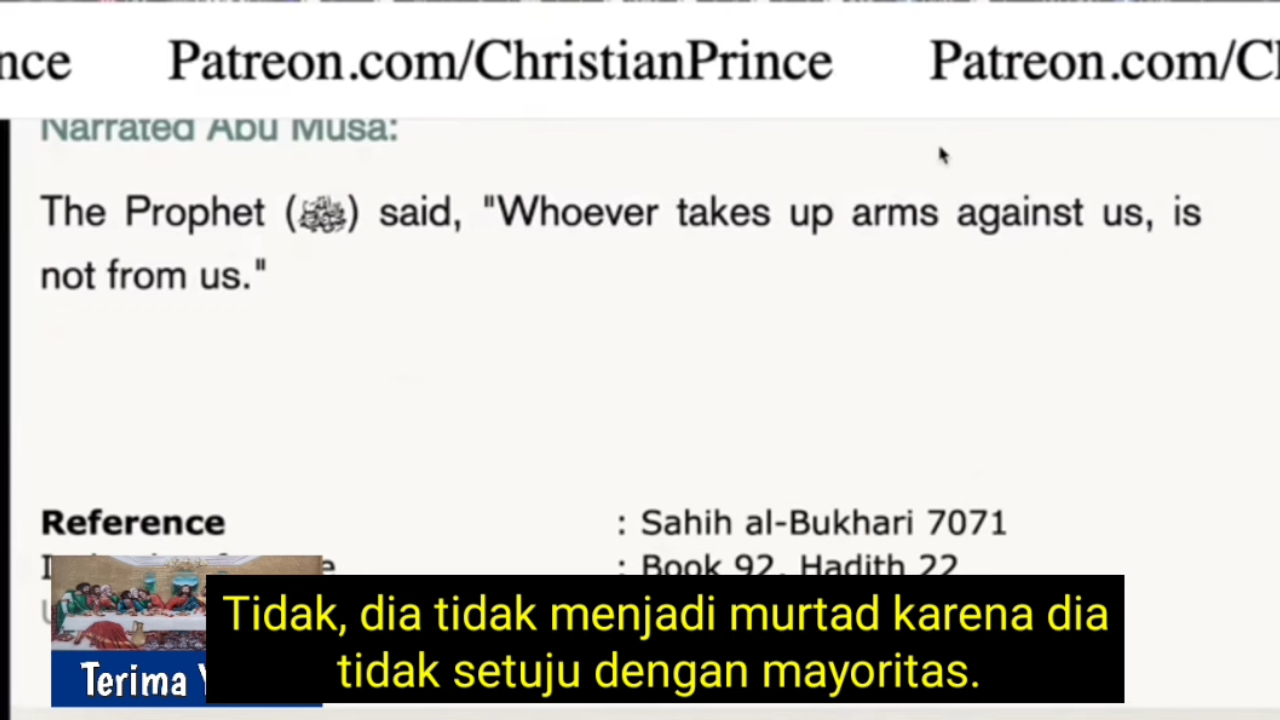 nce Patreon.com/ChristianPrince Patreon.com/Ch
Narrated Abu Musa:
The Prophet (ﷺ) said, "Whoever takes up arms against us, is
not from us."
Reference : Sahih al-Bukhari 7071
: Book 92, Hadith 22
Tidak, dia tidak menjadi murtad karena dia
tidak setuju dengan mayoritas.
Terima